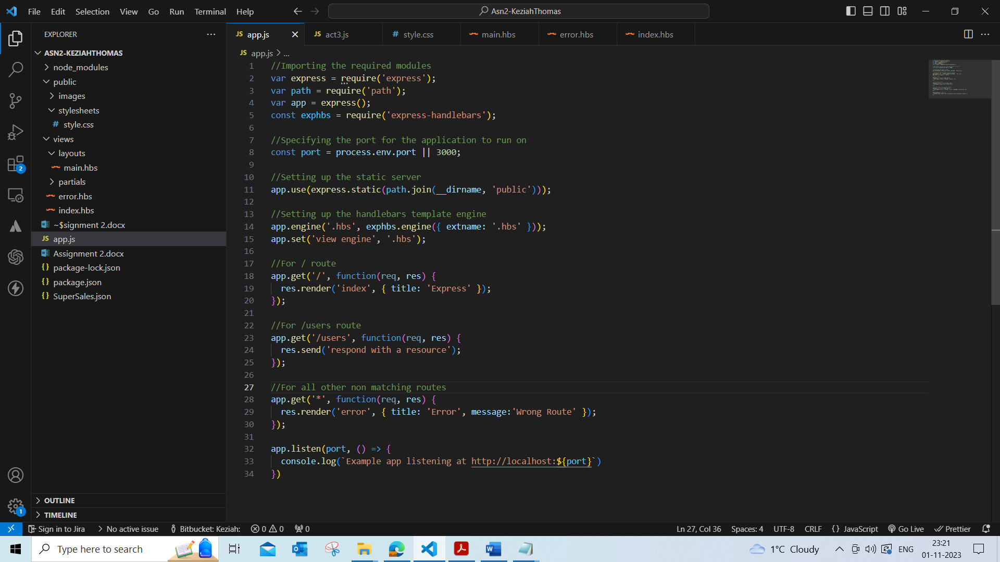 File Edit Selection View Go Run Terminal Help
Asn2-KeziahThomas
EXPLORER
ASN2-KEZIAHTHOMAS
node_modules
public
images
stylesheets
# style.css
views
layouts
main.hbs
partials
error.hbs
index.hbs
~$signment 2.docx
JS app.js
Assignment 2.docx
{} package-lock.json
{} package.json
{} SuperSales.json
OUTLINE
TIMELINE
2
1
JS app.js JS act3.js # style.css main.hbs error.hbs index.hbs
JS app.js > ...
1 //Importing the required modules
2 var express = require('express');
3 var path = require('path');
4 var app = express();
5 const exphbs = require('express-handlebars');
6
7 //Specifying the port for the application to run on
8 const port = process.env.port || 3000;
9
10 //Setting up the static server
11 app.use(express.static(path.join(__dirname, 'public')));
12
13 //Setting up the handlebars template engine
14 app.engine('.hbs', exphbs.engine({ extname: '.hbs' }));
15 app.set('view engine', '.hbs');
16
17 //For / route
18 app.get('/', function(req, res) {
19 res.render('index', { title: 'Express' });
20 });
21
22 //For /users route
23 app.get('/users', function(req, res) {
24 res.send('respond with a resource');
25 });
26
27 //For all other non matching routes
28 app.get('*', function(req, res) {
29 res.render('error', { title: 'Error', message:'Wrong Route' });
30 });
31
32 app.listen(port, () => {
33 console.log(`Example app listening at http://localhost:${port}`)
34 })
Sign in to Jira No active issue Bitbucket: Keziah: 0 0 0 Ln 27, Col 36 Spaces: 4 UTF-8 CRLF {} JavaScript Go Live Prettier
Type here to search 1°C Cloudy ENG 23:21
01-11-2023